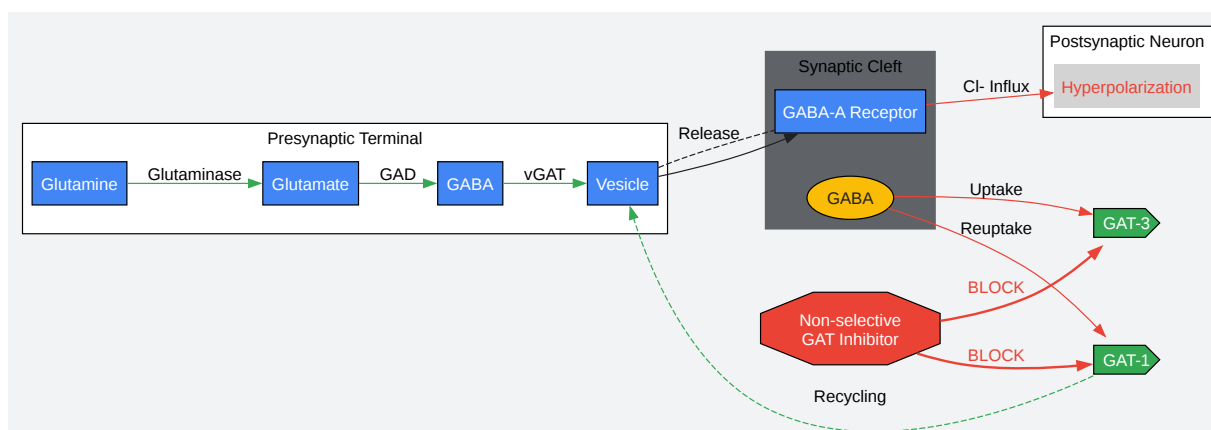 Postsynaptic Neuron
Synaptic Cleft
Cl- Influx
Hyperpolarization
GABA-A Receptor
Presynaptic Terminal
Release
Glutamine
Glutaminase
Glutamate
GAD
GABA
vGAT
Vesicle
GABA
Uptake
Reuptake
GAT-3
BLOCK
Non-selective
GAT Inhibitor
BLOCK
GAT-1
Recycling